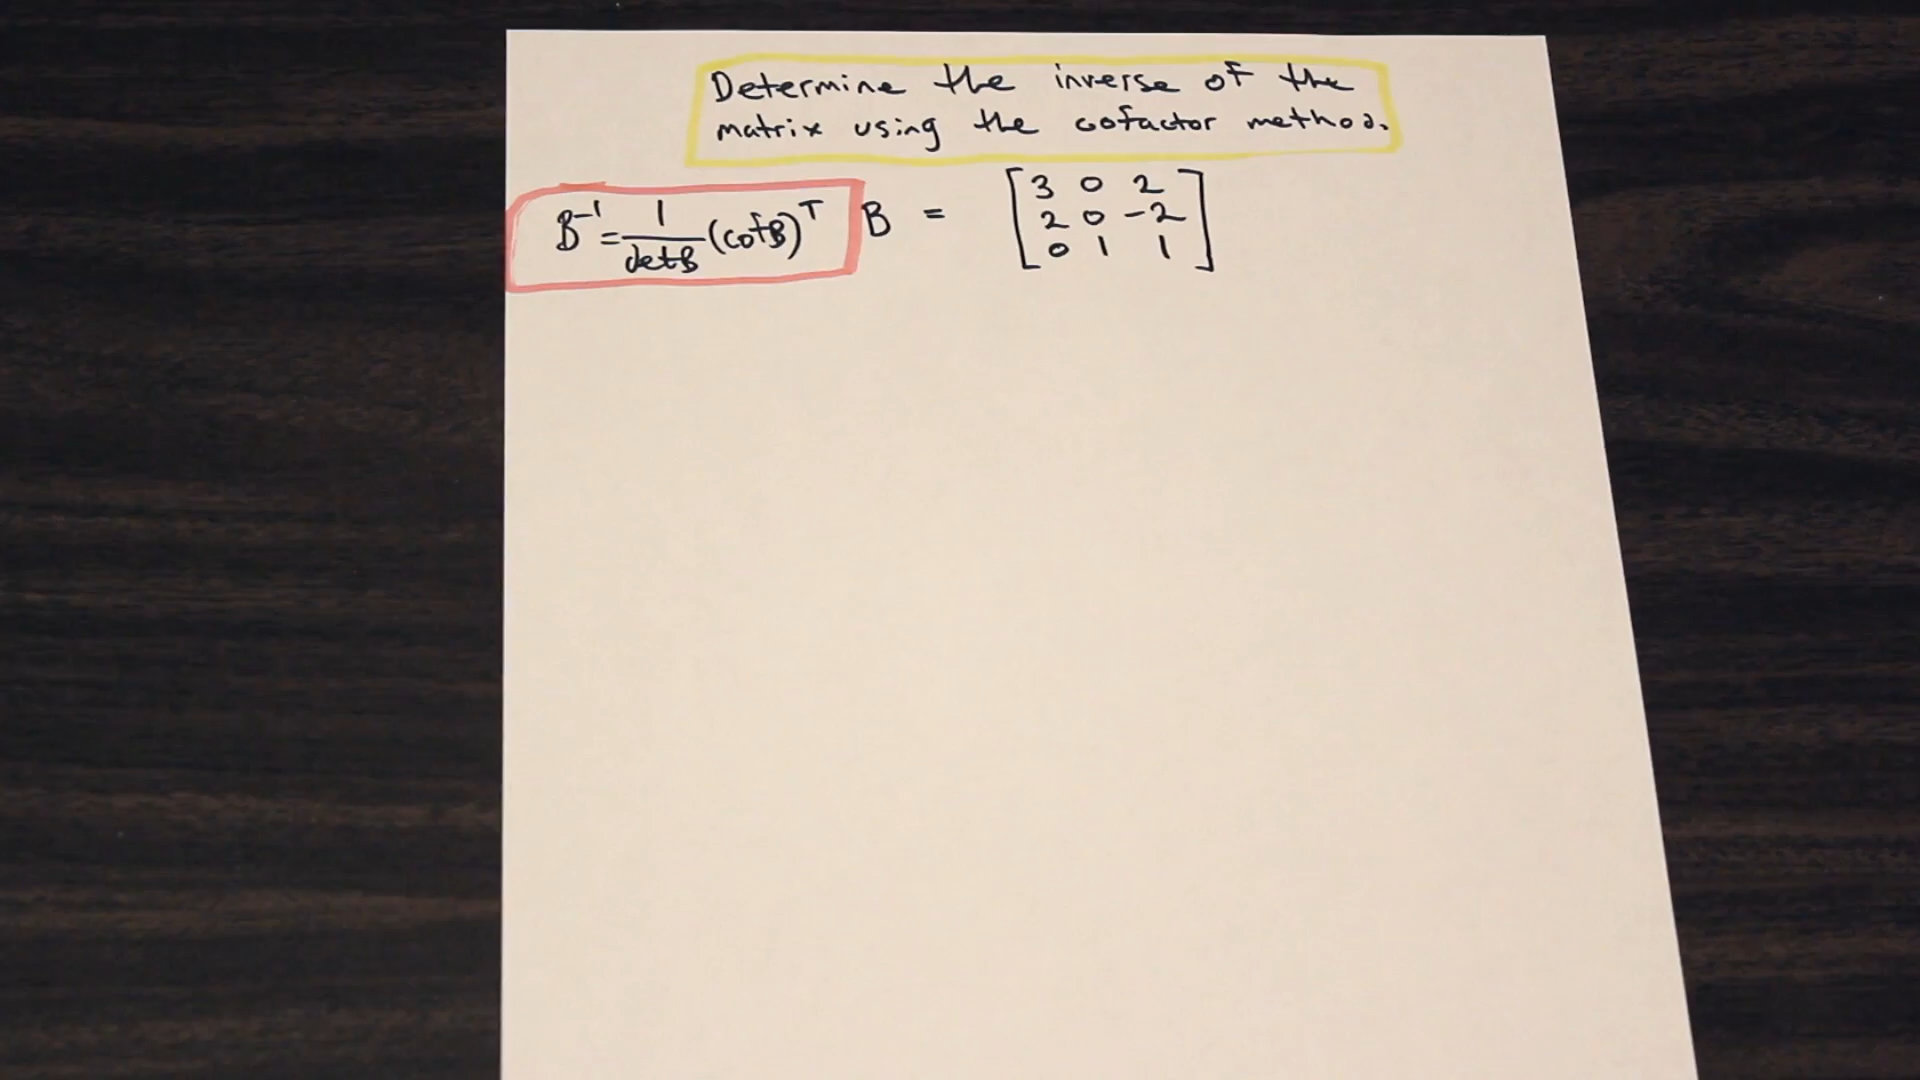 Determine the inverse of the
matrix using the cofactor method.
B⁻¹ = 1/detB (cofB)ᵀ
B = [3 0 2
2 0 -2
0 1 1]